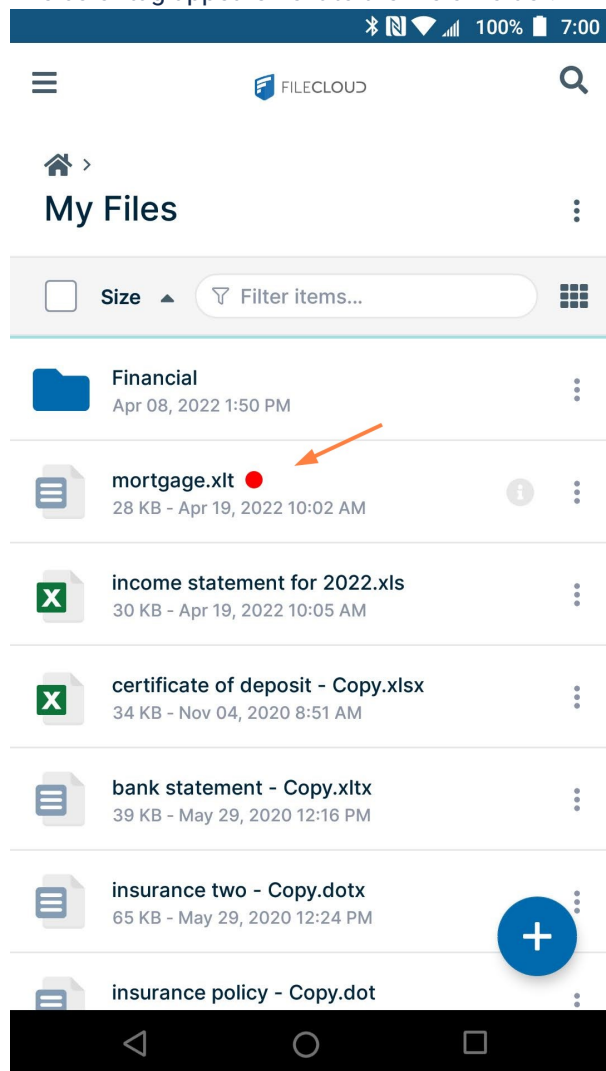 100% 7:00
FILECLOUD
My Files
Size Filter items...
Financial
Apr 08, 2022 1:50 PM
mortgage.xlt
28 KB - Apr 19, 2022 10:02 AM
income statement for 2022.xls
30 KB - Apr 19, 2022 10:05 AM
certificate of deposit - Copy.xlsx
34 KB - Nov 04, 2020 8:51 AM
bank statement - Copy.xltx
39 KB - May 29, 2020 12:16 PM
insurance two - Copy.dotx
65 KB - May 29, 2020 12:24 PM
insurance policy - Copy.dot